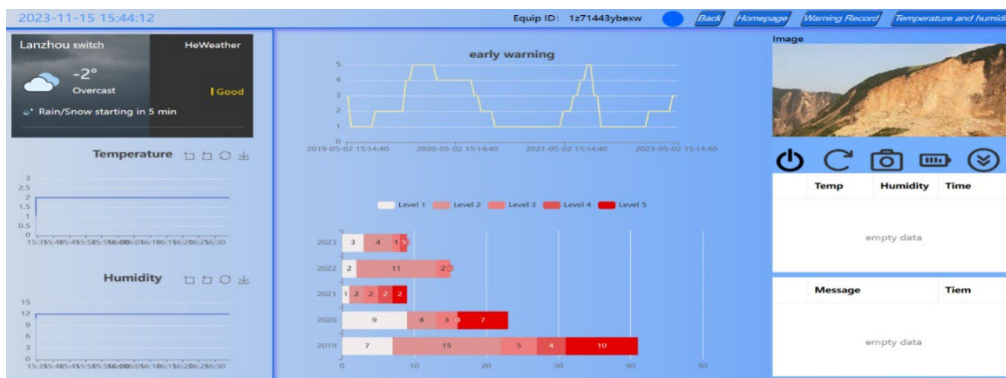 2023-11-15 15:44:12
Equip ID: 1z71443ybexw
Back
Homepage
Warning Record
Temperature and humidi
Lanzhou switch
HeWeather
-2°
Overcast
Good
Rain/Snow starting in 5 min
Temperature
3
2.5
2
1.5
1
0.5
0
Humidity
15
12
9
6
3
0
early warning
5
4
3
2
1
0
2019-05-02 15:14:40
2020-05-02 15:14:40
2021-05-02 15:14:40
2023-05-02 15:14:40
Level 1
Level 2
Level 3
Level 4
Level 5
2023 3 4 1
2022 2 11 2
2021 1 2 2 2 2
2020 9 4 3 0 7
2019 7 15 5 4 10
0 10 20 30 40 50
Image
Temp Humidity Time
empty data
Message Tiem
empty data